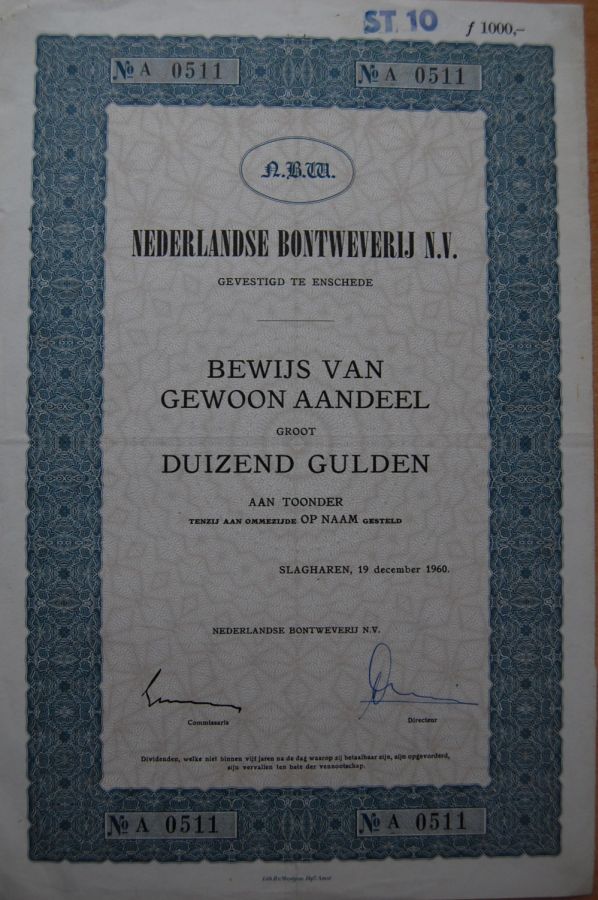 ST. 10
f 1000,-
No A 0511
No A 0511
N.B.W.
NEDERLANDSE BONTWEVERIJ N.V.
GEVESTIGD TE ENSCHEDE
BEWIJS VAN
GEWOON AANDEEL
GROOT
DUIZEND GULDEN
AAN TOONDER
TENZIJ AAN OMMEZIJDE OP NAAM GESTELD
SLAGHAREN, 19 december 1960.
NEDERLANDSE BONTWEVERIJ N.V.
Commissaris
Directeur
Dividenden, welke niet binnen vijf jaren na de dag waarop zij betaalbaar zijn, zijn opgevorderd,
zijn vervallen ten bate der vennootschap.
No A 0511
No A 0511